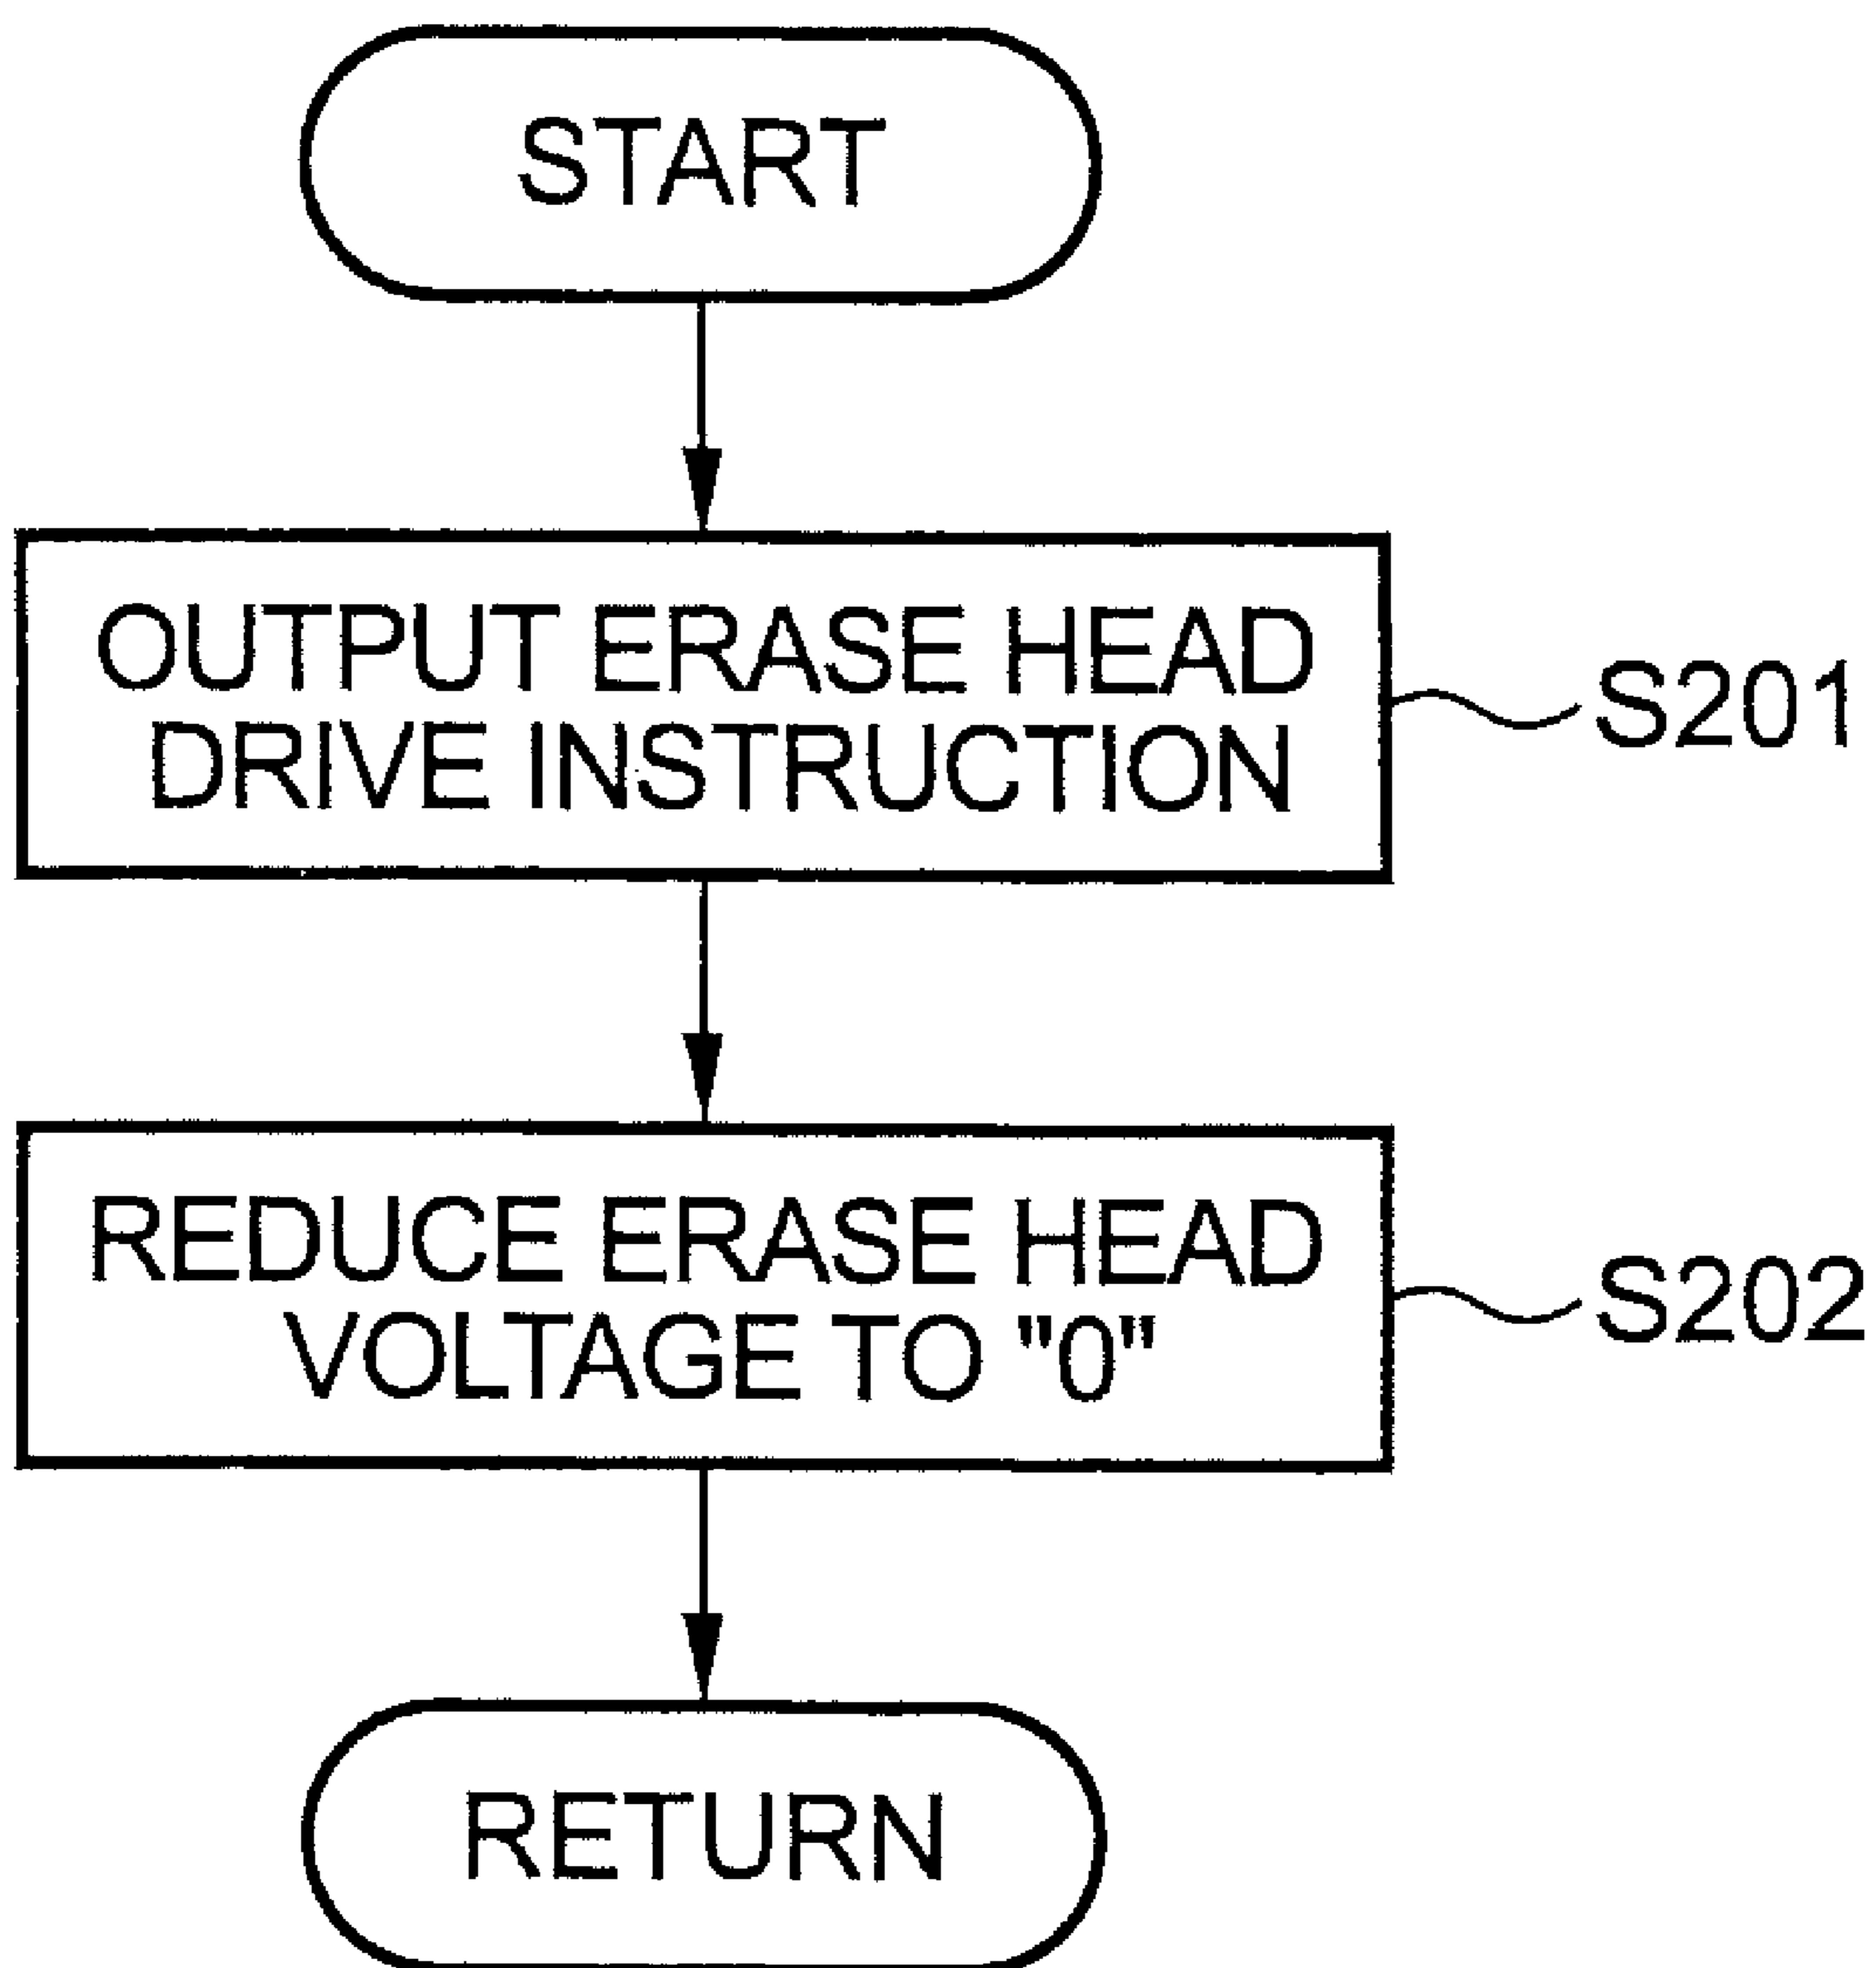 START
OUTPUT ERASE HEAD
DRIVE INSTRUCTION
S201
REDUCE ERASE HEAD
VOLTAGE TO "0"
S202
RETURN